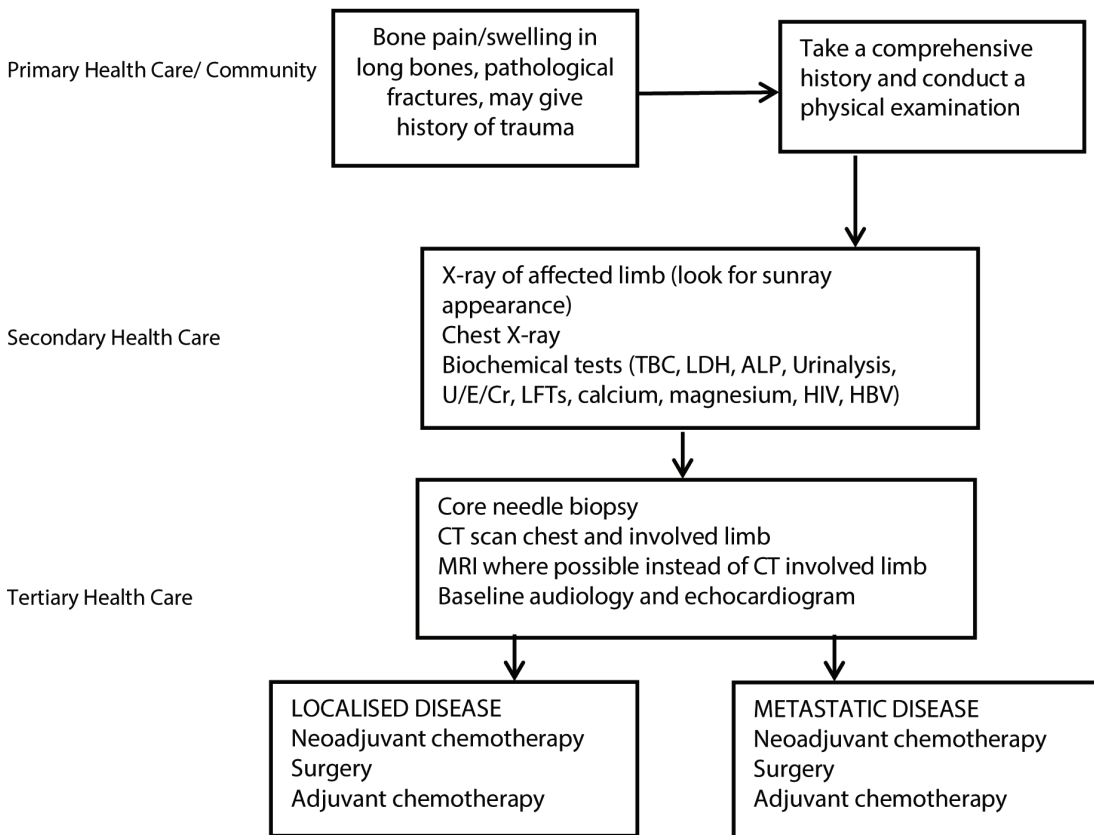 Primary Health Care/ Community
Bone pain/swelling in
long bones, pathological
fractures, may give
history of trauma
Take a comprehensive
history and conduct a
physical examination
Secondary Health Care
X-ray of affected limb (look for sunray
appearance)
Chest X-ray
Biochemical tests (TBC, LDH, ALP, Urinalysis,
U/E/Cr, LFTs, calcium, magnesium, HIV, HBV)
Tertiary Health Care
Core needle biopsy
CT scan chest and involved limb
MRI where possible instead of CT involved limb
Baseline audiology and echocardiogram
LOCALISED DISEASE
Neoadjuvant chemotherapy
Surgery
Adjuvant chemotherapy
METASTATIC DISEASE
Neoadjuvant chemotherapy
Surgery
Adjuvant chemotherapy